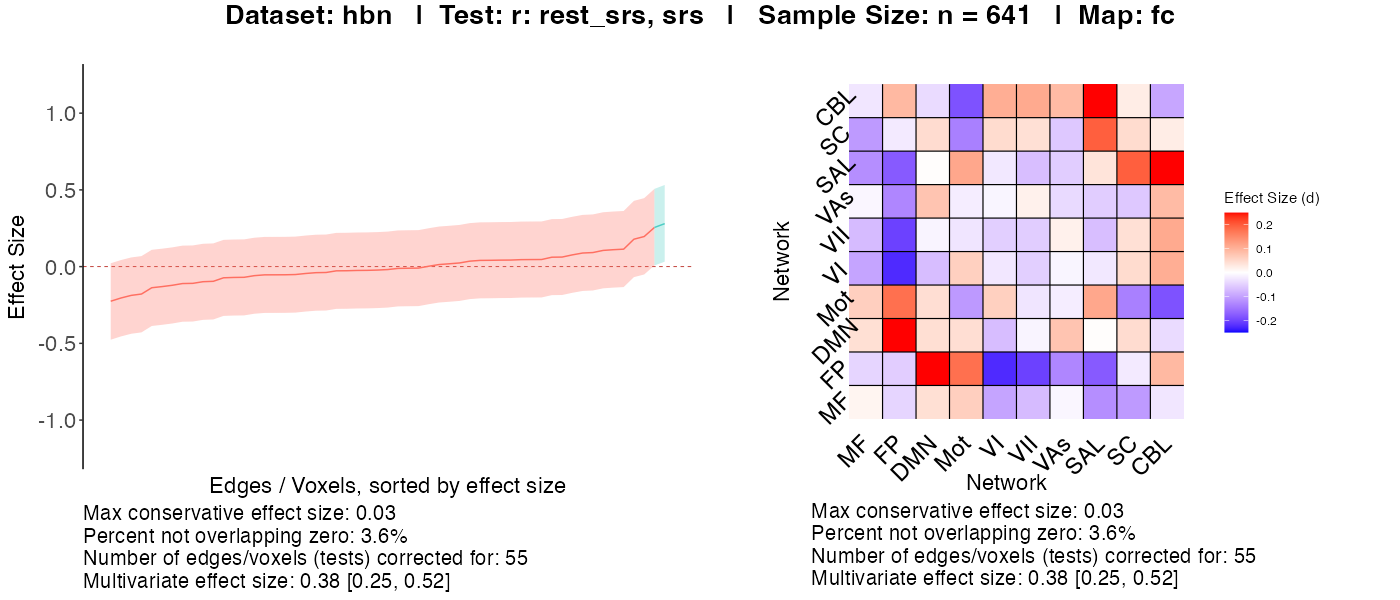 Dataset: hbn | Test: r: rest_srs, srs | Sample Size: n = 641 | Map: fc
Effect Size
1.0
0.5
0.0
-0.5
-1.0
Edges / Voxels, sorted by effect size
Max conservative effect size: 0.03
Percent not overlapping zero: 3.6%
Number of edges/voxels (tests) corrected for: 55
Multivariate effect size: 0.38 [0.25, 0.52]
Network
CBL
SC
SAL
VAs
VII
VI
Mot
DMN
FP
MF
MF
FP
DMN
Mot
VI
VII
VAs
SAL
SC
CBL
Network
Effect Size (d)
0.2
0.1
0.0
-0.1
-0.2
Max conservative effect size: 0.03
Percent not overlapping zero: 3.6%
Number of edges/voxels (tests) corrected for: 55
Multivariate effect size: 0.38 [0.25, 0.52]